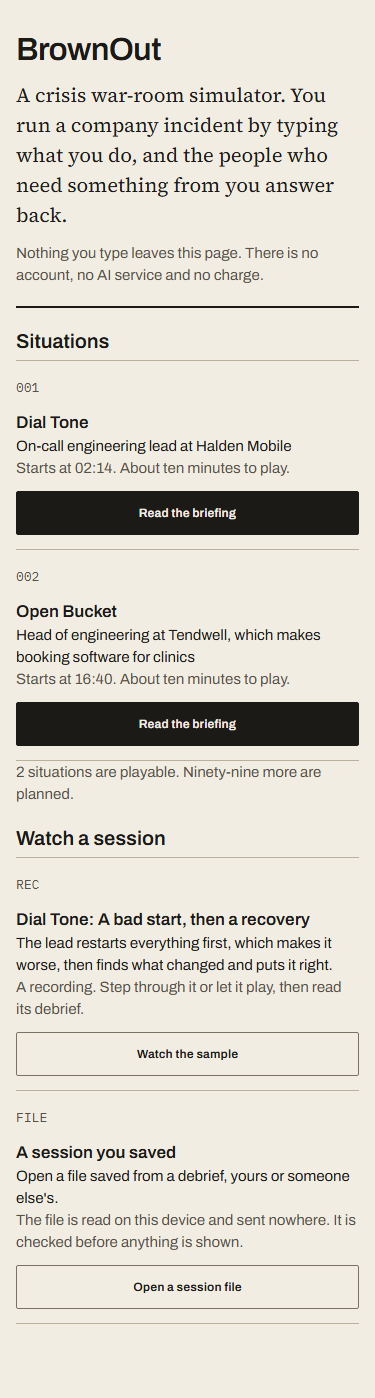 BrownOut
A crisis war-room simulator. You
run a company incident by typing
what you do, and the people who
need something from you answer
back.
Nothing you type leaves this page. There is no
account, no AI service and no charge.
Situations
001
Dial Tone
On-call engineering lead at Halden Mobile
Starts at 02:14. About ten minutes to play.
Read the briefing
002
Open Bucket
Head of engineering at Tendwell, which makes
booking software for clinics
Starts at 16:40. About ten minutes to play.
Read the briefing
2 situations are playable. Ninety-nine more are
planned.
Watch a session
REC
Dial Tone: A bad start, then a recovery
The lead restarts everything first, which makes it
worse, then finds what changed and puts it right.
A recording. Step through it or let it play, then read
its debrief.
Watch the sample
FILE
A session you saved
Open a file saved from a debrief, yours or someone
else's.
The file is read on this device and sent nowhere. It is
checked before anything is shown.
Open a session file